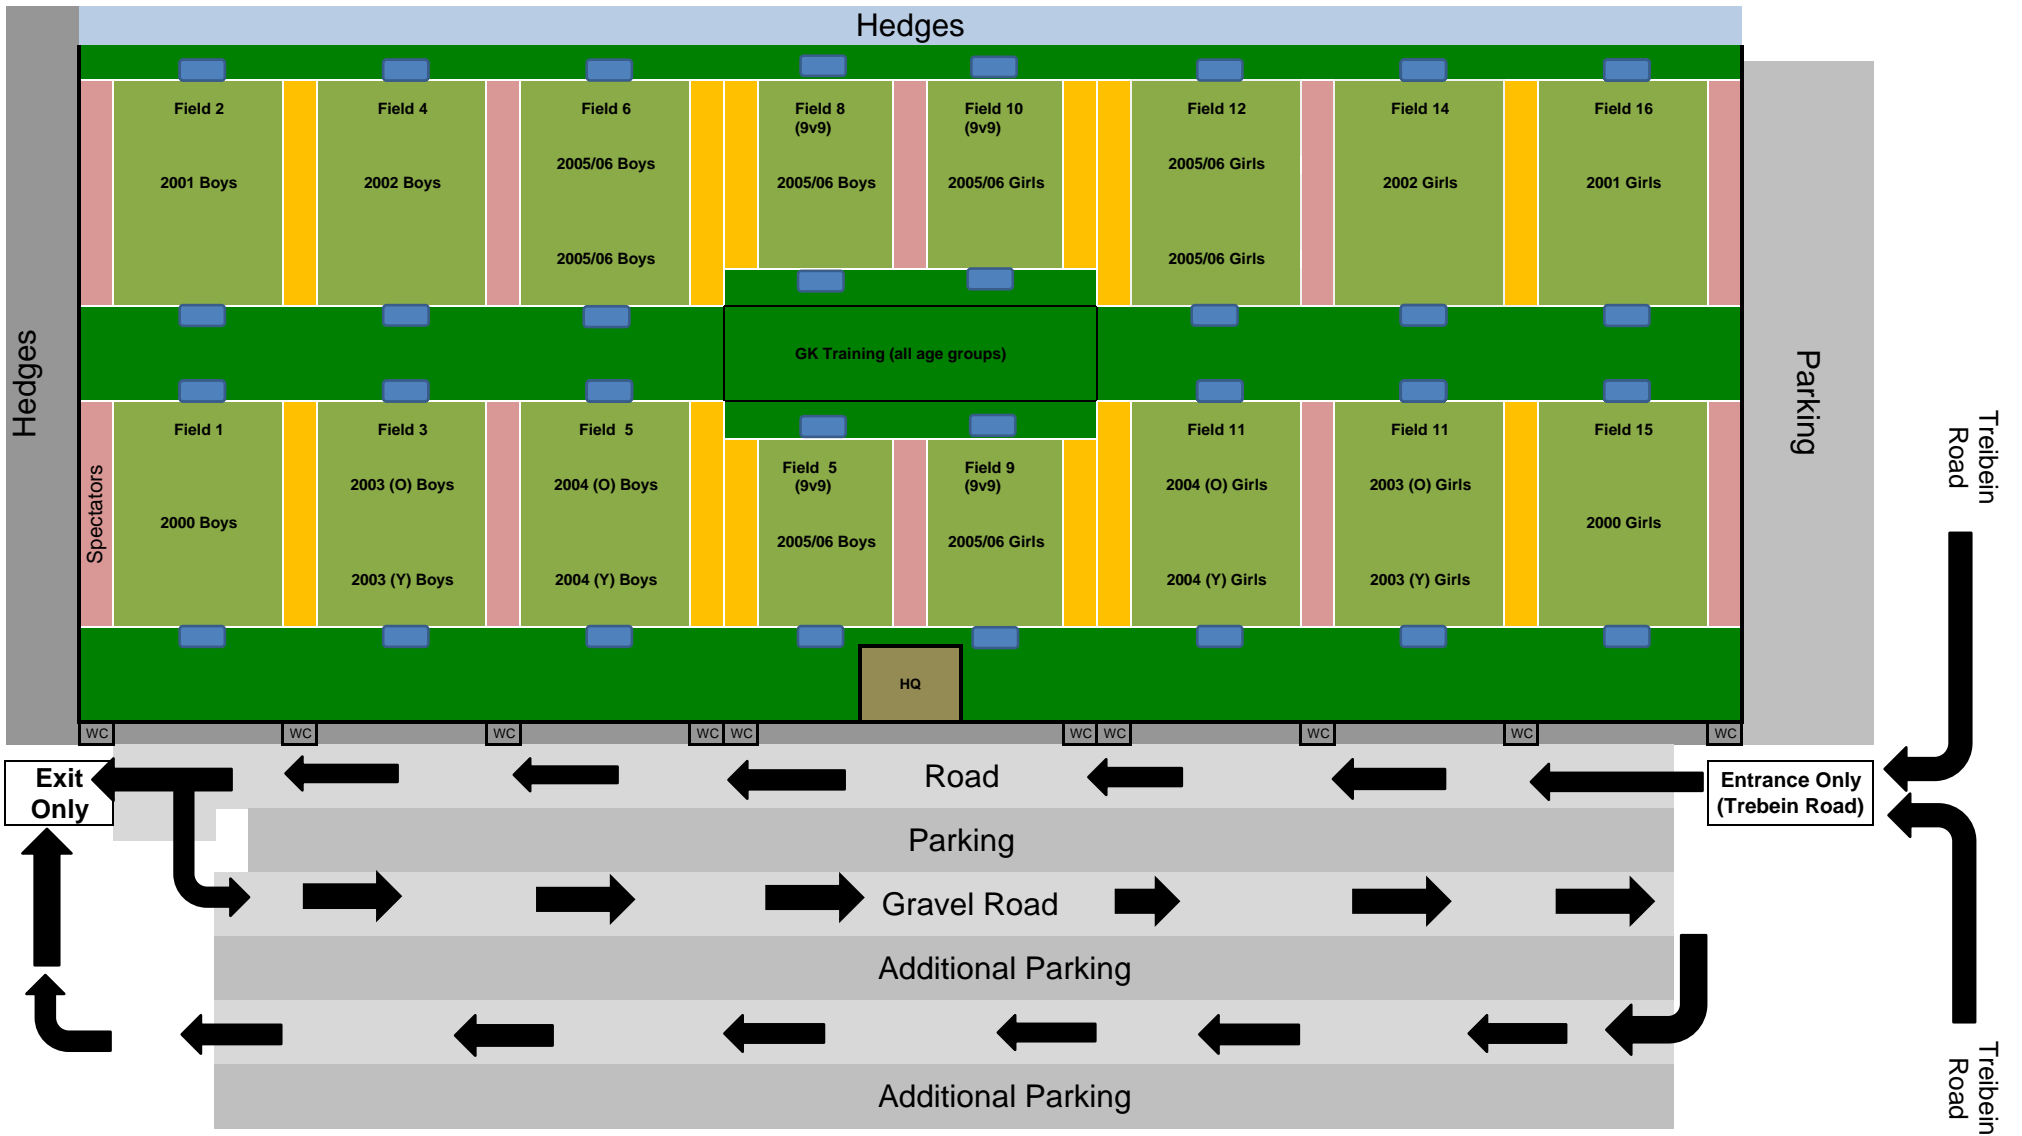 Hedges
Hedges
Field 2
2001 Boys
Field 4
2002 Boys
Field 6
2005/06 Boys
2005/06 Boys
Field 8
(9v9)
2005/06 Boys
Field 10
(9v9)
2005/06 Girls
Field 12
2005/06 Girls
2005/06 Girls
Field 14
2002 Girls
Field 16
2001 Girls
Parking
GK Training (all age groups)
Spectators
Field 1
2000 Boys
Field 3
2003 (O) Boys
2003 (Y) Boys
Field  5
2004 (O) Boys
2004 (Y) Boys
Field  5
(9v9)
2005/06 Boys
Field 9
(9v9)
2005/06 Girls
Field 11
2004 (O) Girls
2004 (Y) Girls
Field 11
2003 (O) Girls
2003 (Y) Girls
Field 15
2000 Girls
Treibein
Road
HQ
WC
WC
WC
WC
WC
WC
WC
WC
WC
WC
Exit
Only
Road
Entrance Only
(Trebein Road)
Parking
Gravel Road
Additional Parking
Additional Parking
Treibein
Road